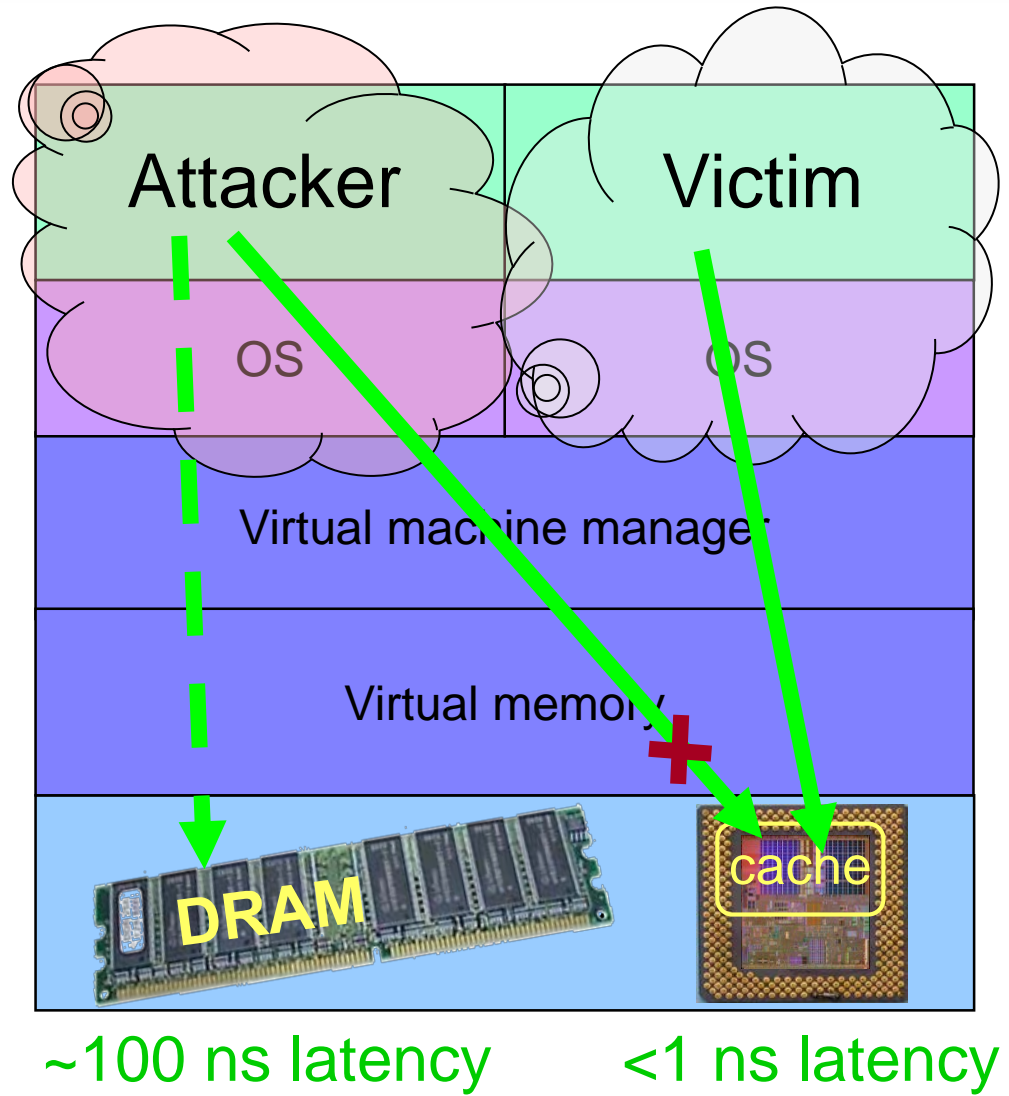 Attacker
Victim
OS
OS
Virtual machine manager
Virtual memory
cache
DRAM
~100 ns latency
<1 ns latency